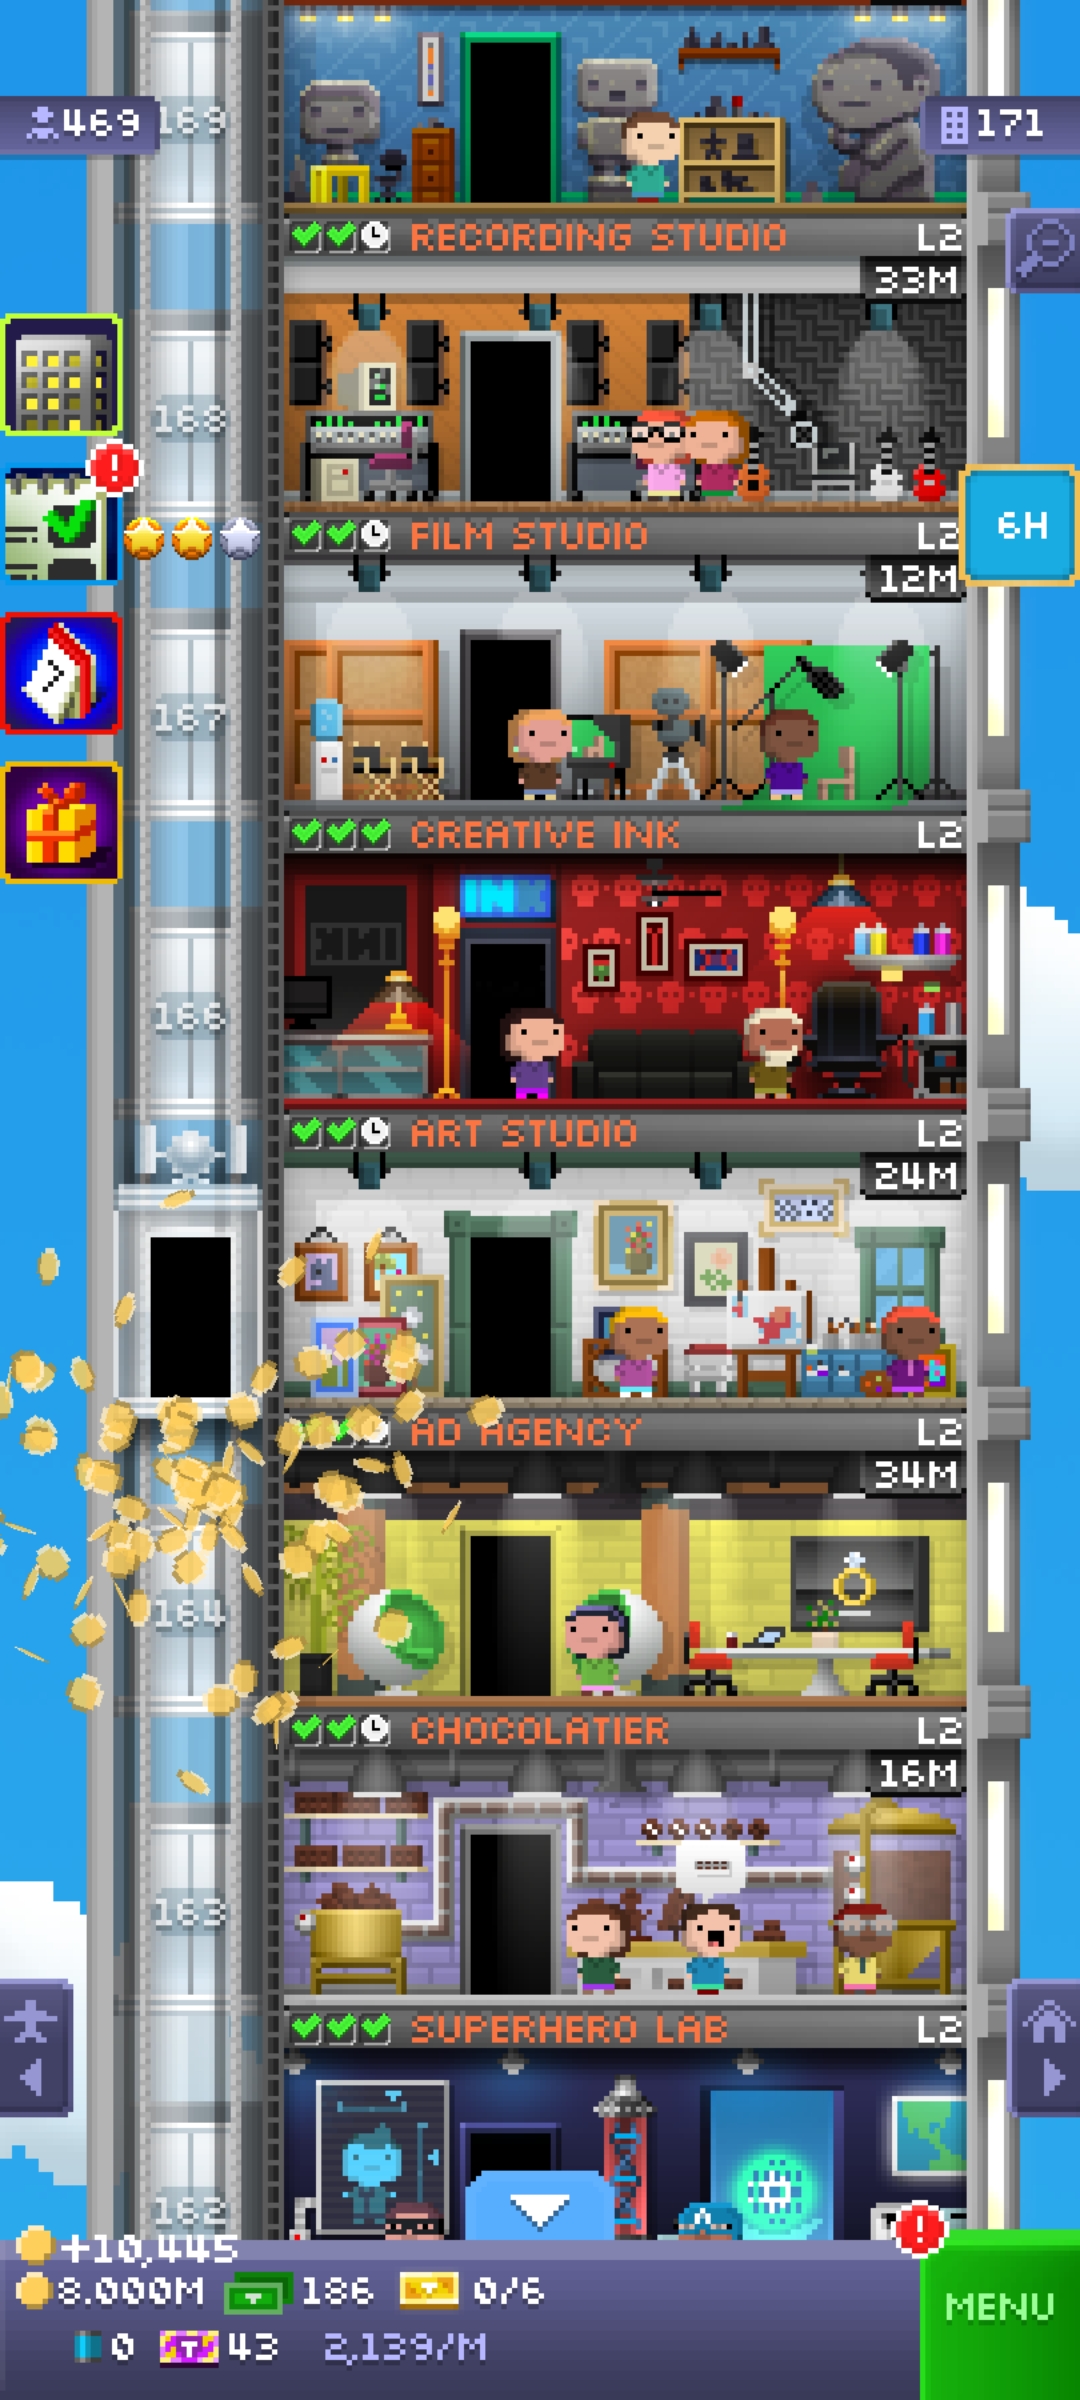 469
169
171
RECORDING STUDIO L2
33M
168
6H
FILM STUDIO L2
12M
167
CREATIVE INK L2
INK
166
ART STUDIO L2
24M
AD AGENCY L2
34M
164
CHOCOLATIER L2
16M
163
SUPERHERO LAB L2
162
+10,445
8.000M 186 0/6
0 43 2,139/M
MENU